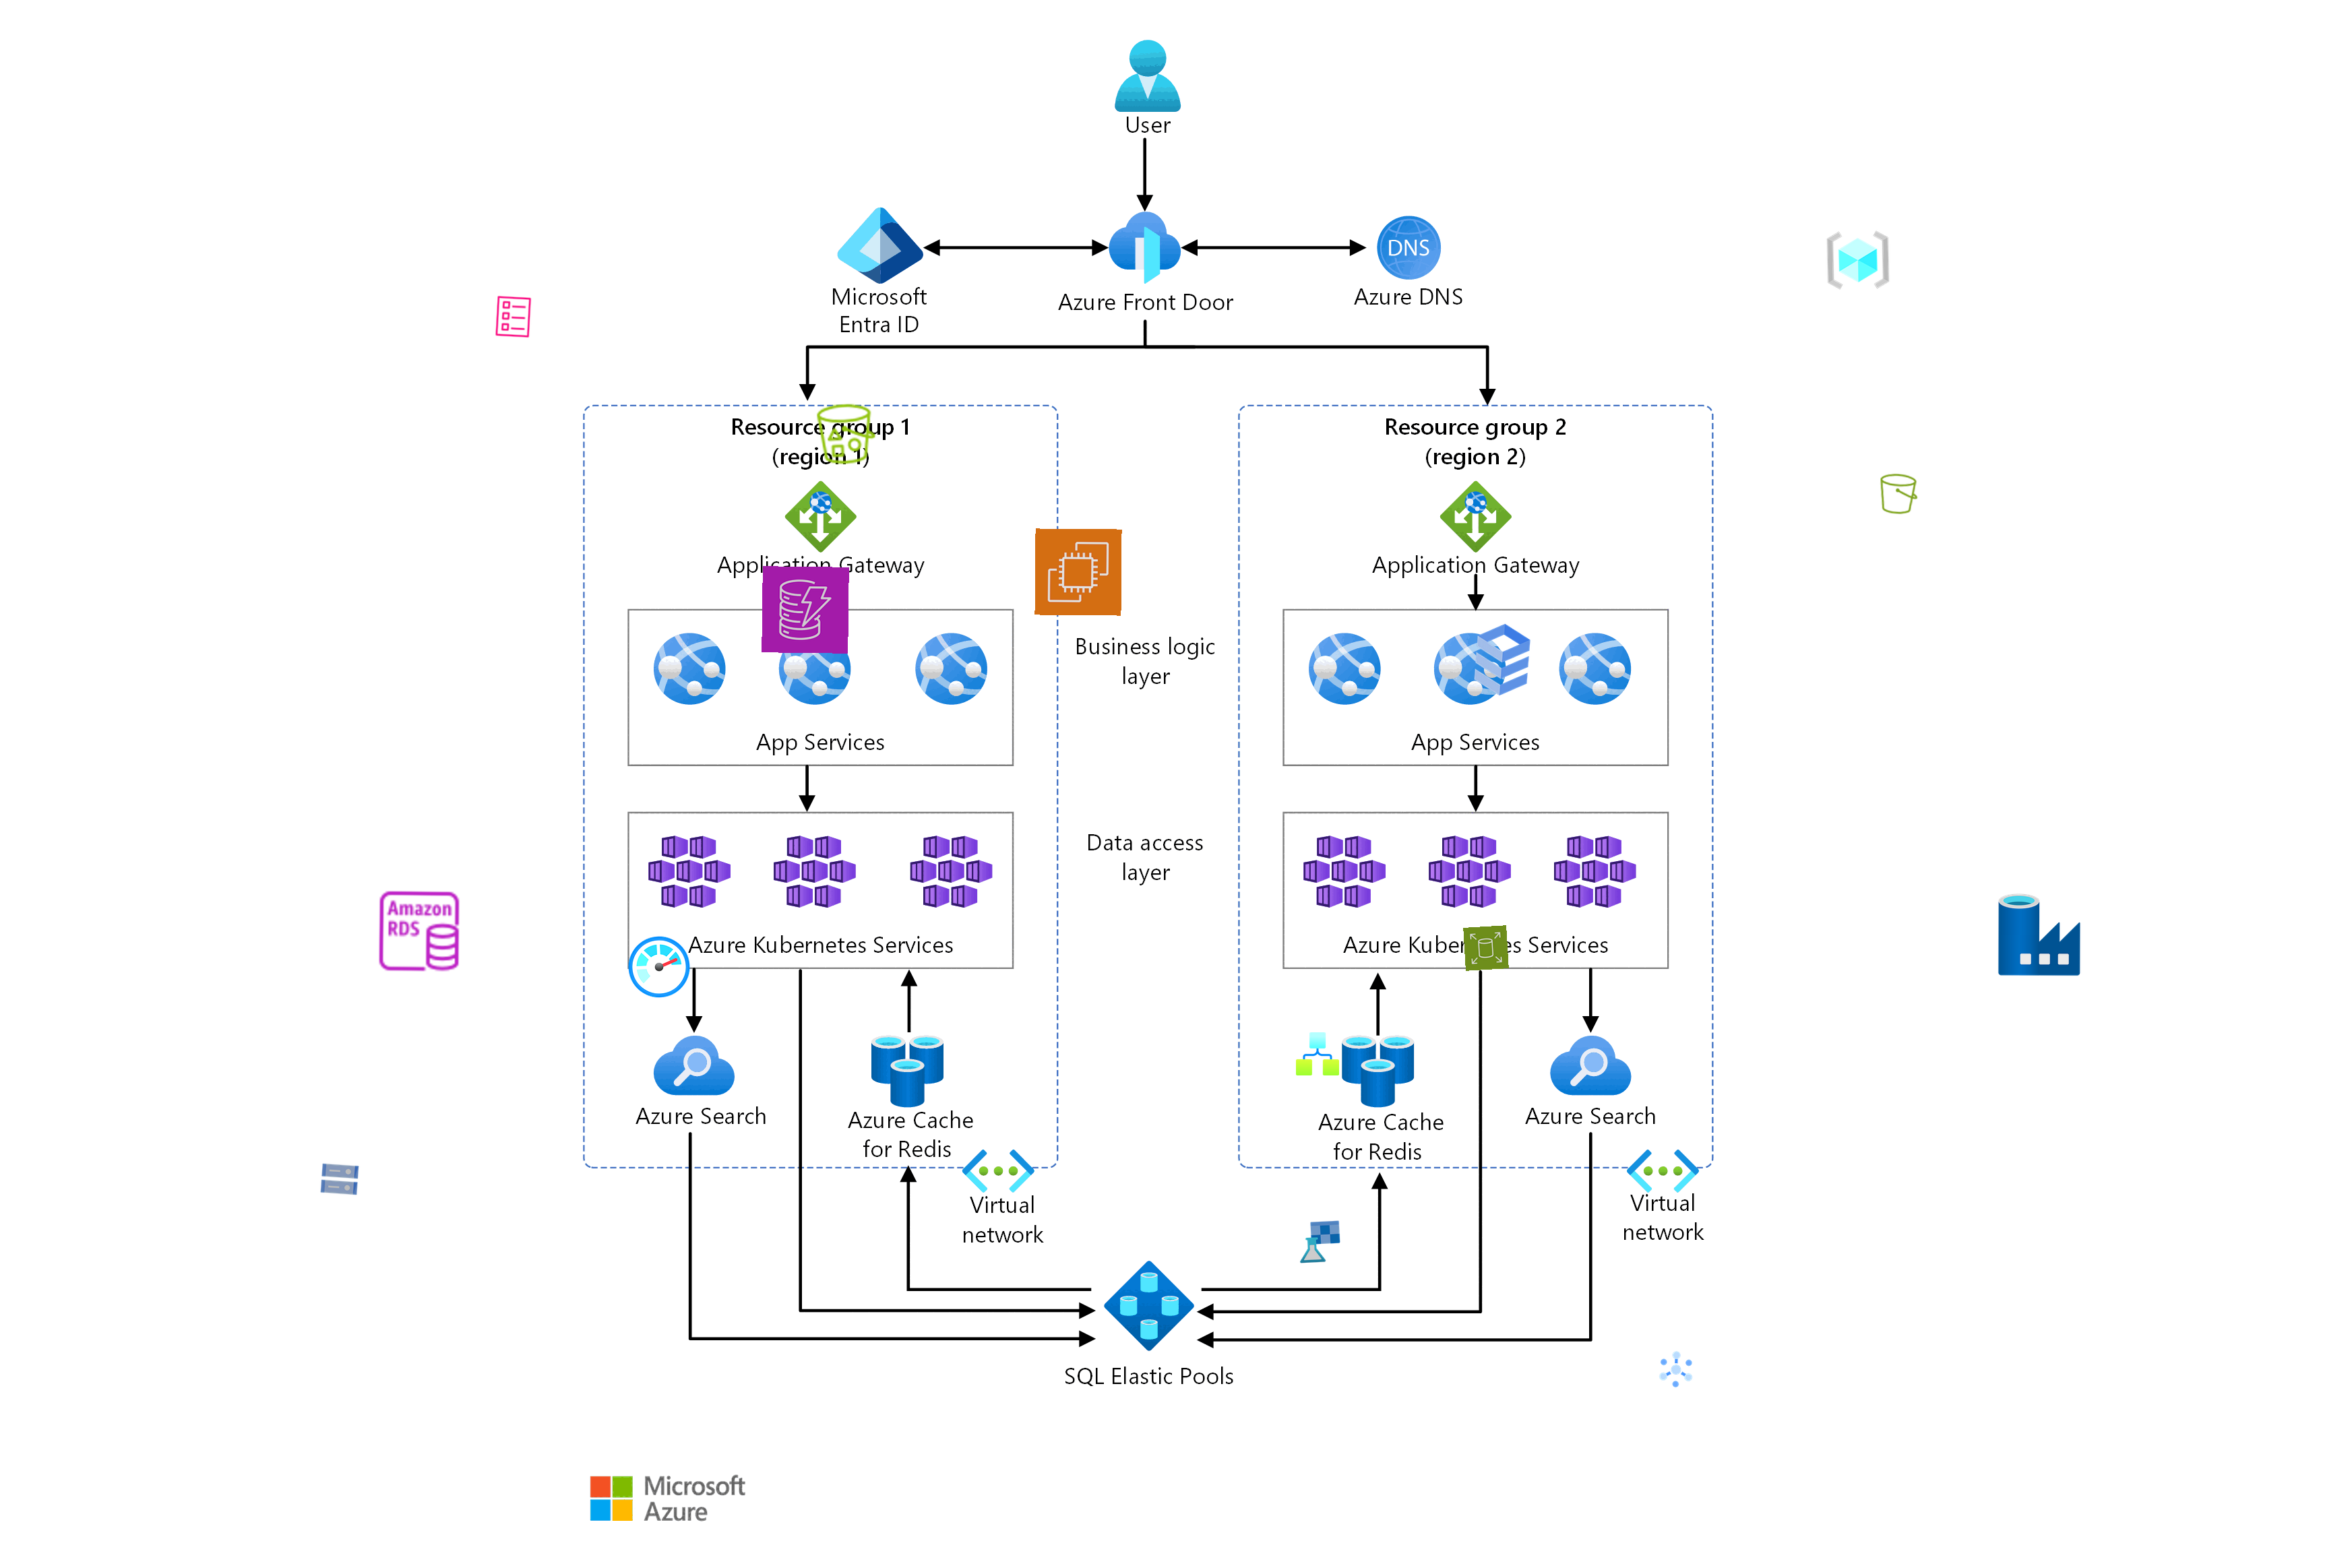 User
DNS
Microsoft
Entra ID
Azure Front Door
Azure DNS
Resource group 1
(region 1)
Resource group 2
(region 2)
Application Gateway
Application Gateway
Business logic
layer
App Services
App Services
Data access
layer
Amazon
RDS
Azure Kubernetes Services
Azure Kubernetes Services
Azure Search
Azure Cache
for Redis
Azure Cache
for Redis
Azure Search
Virtual
network
Virtual
network
SQL Elastic Pools
Microsoft
Azure